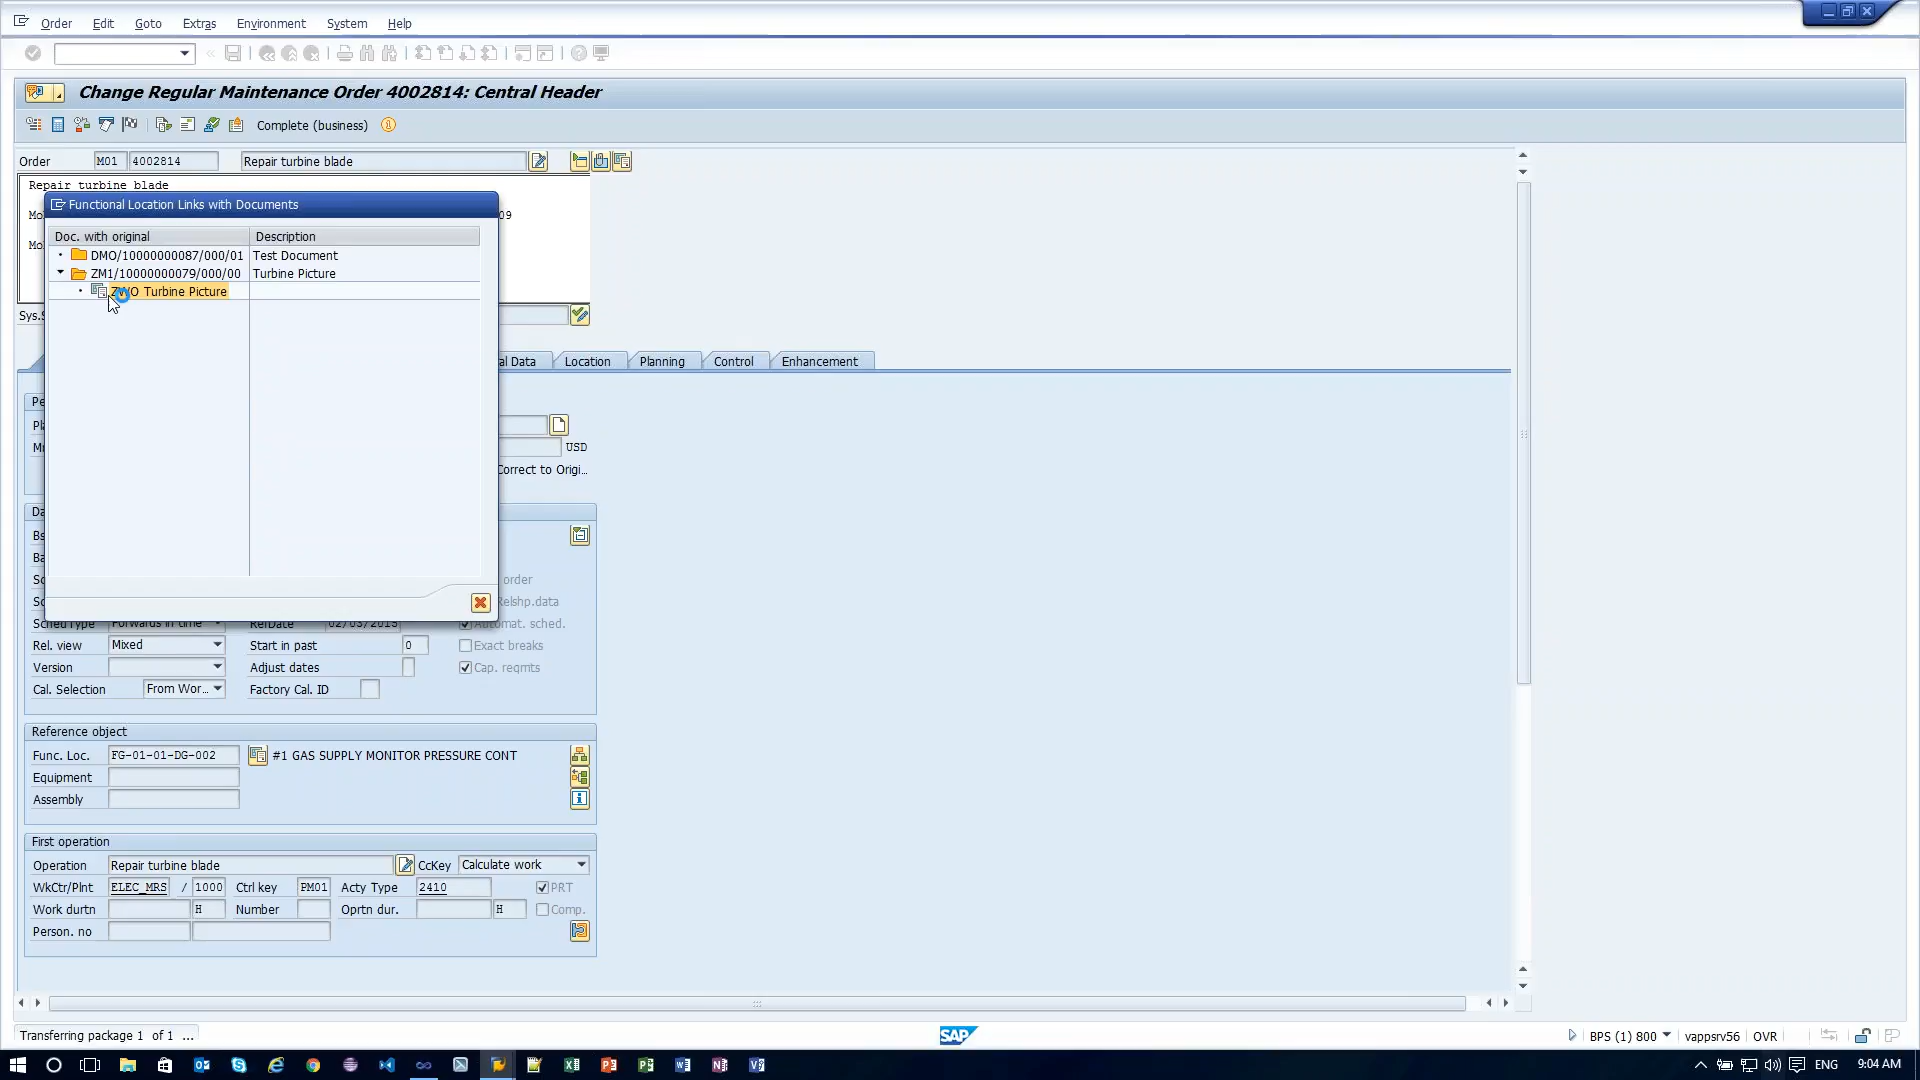 Order Edit Goto Extras Environment System Help
Change Regular Maintenance Order 4002814: Central Header
Complete (business)
Order M01 4002814 Repair turbine blade
Repair turbine blade
Functional Location Links with Documents
09
Doc. with original Description
DMO/10000000087/000/01 Test Document
ZM1/10000000079/000/00 Turbine Picture
Turbine Picture
Sys.S
al Data Location Planning Control Enhancement
USD
Correct to Origi...
order
Relshp.data
SchedType Forwards in time RefDate 02/03/2015 Automat. sched.
Rel. view Mixed Start in past 0 Exact breaks
Version Adjust dates Cap. reqmts
Cal. Selection From Wor... Factory Cal. ID
Reference object
Func. Loc. FG-01-01-DG-002 #1 GAS SUPPLY MONITOR PRESSURE CONT
Equipment
Assembly
First operation
Operation Repair turbine blade CcKey Calculate work
WkCtr/Plnt ELEC_MRS / 1000 Ctrl key PM01 Acty Type 2410 PRT
Work durtn H Number Oprtn dur. H Comp.
Person. no
Transferring package 1 of 1 ... SAP BPS (1) 800 vappsrv56 OVR
ENG 9:04 AM